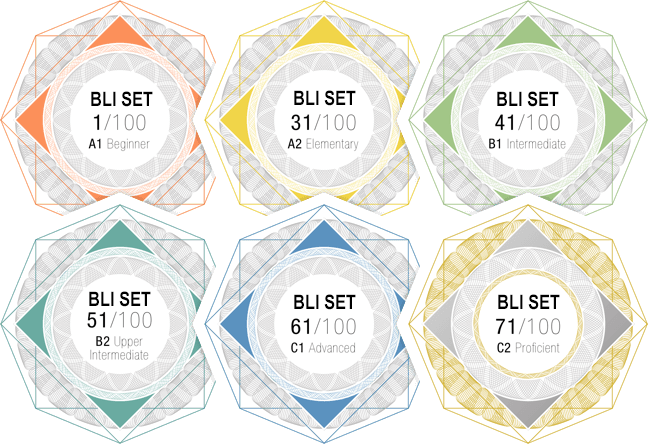 BLI SET
1/100
A1 Beginner
BLI SET
31/100
A2 Elementary
BLI SET
41/100
B1 Intermediate
BLI SET
51/100
B2 Upper
Intermediate
BLI SET
61/100
C1 Advanced
BLI SET
71/100
C2 Proficient